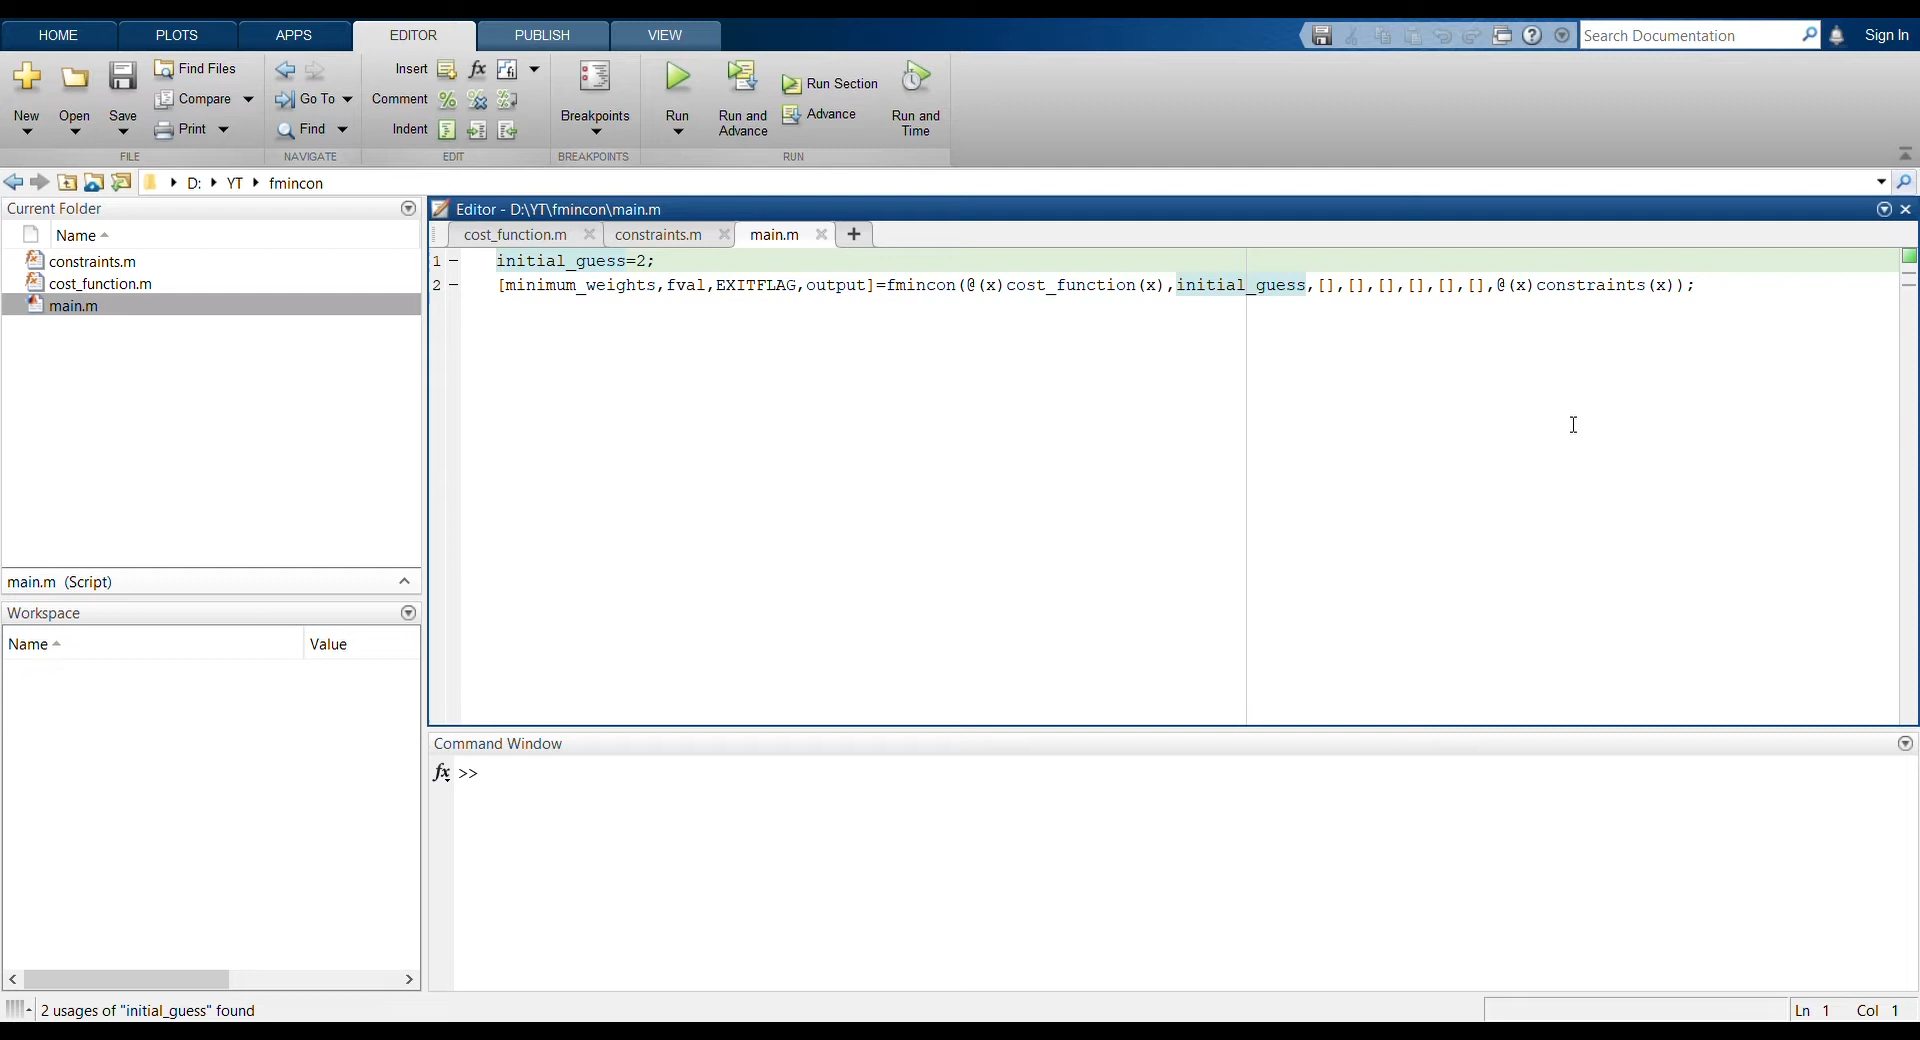 HOME PLOTS APPS EDITOR PUBLISH VIEW Search Documentation Sign In
New Open Save Find Files Compare Print
FILE
Go To Find
NAVIGATE
Insert fx
Comment %
Indent
EDIT
Breakpoints
BREAKPOINTS
Run Run and Advance Run Section Advance Run and Time
RUN
D: YT fmincon
Current Folder
Name
constraints.m
cost_function.m
main.m
main.m (Script)
Workspace
Name Value
Editor - D:\YT\fmincon\main.m
cost_function.m constraints.m main.m
1 – initial_guess=2;
2 – [minimum_weights,fval,EXITFLAG,output]=fmincon(@(x)cost_function(x),initial_guess,[],[],[],[],[],[],@(x)constraints(x));
Command Window
fx >>
2 usages of "initial_guess" found
Ln 1 Col 1